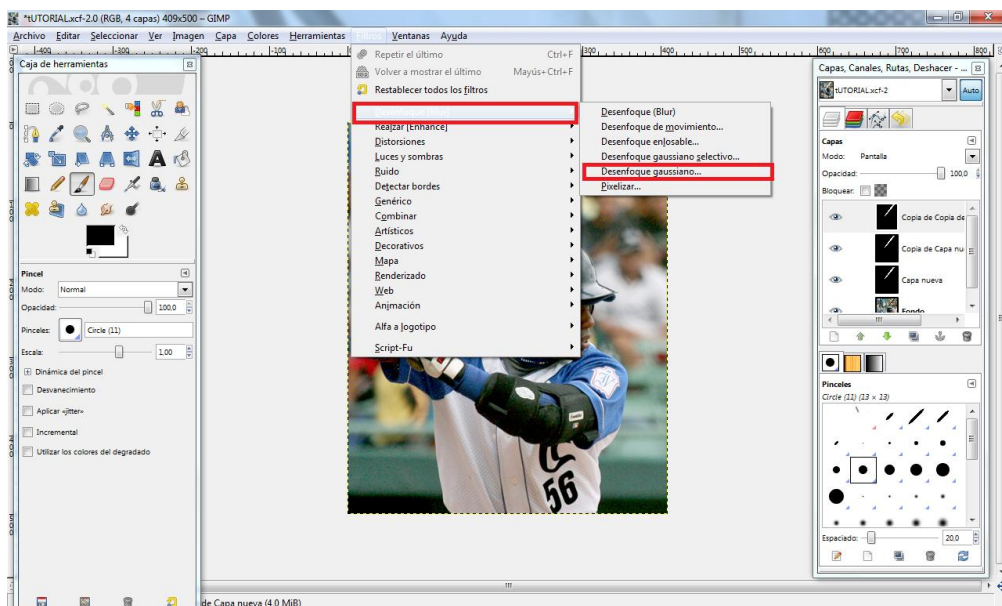 *tUTORIAL.xcf-2.0 (RGB, 4 capas) 409x500 – GIMP
Archivo Editar Seleccionar Ver Imagen Capa Colores Herramientas Filtros Ventanas Ayuda
Caja de herramientas
Pincel
Modo: Normal
Opacidad: 100,0
Pinceles: Circle (11)
Escala: 1,00
Dinámica del pincel
Desvanecimiento
Aplicar «jitter»
Incremental
Utilizar los colores del degradado
Repetir el último Ctrl+F
Volver a mostrar el último Mayús+Ctrl+F
Restablecer todos los filtros
Realzar [Enhance]
Distorsiones
Luces y sombras
Ruido
Detectar bordes
Genérico
Combinar
Artísticos
Decorativos
Mapa
Renderizado
Web
Animación
Alfa a logotipo
Script-Fu
Desenfoque (Blur)
Desenfoque de movimiento...
Desenfoque enlosable...
Desenfoque gaussiano selectivo...
Desenfoque gaussiano...
Pixelizar...
56
Capas, Canales, Rutas, Deshacer - ...
tUTORIAL.xcf-2 Auto
Capas
Modo: Pantalla
Opacidad: 100,0
Bloquear:
Copia de Copia de
Copia de Capa nu
Capa nueva
Fondo
Pinceles
Circle (11) (13 × 13)
Espaciado: 20,0
de Capa nueva (4,0 MiB)